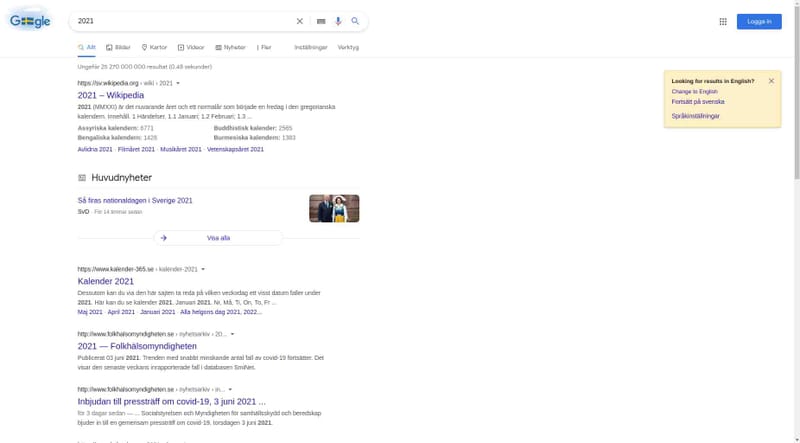 Google
2021
Logga in
Allt Bilder Kartor Videor Nyheter Fler Inställningar Verktyg
Ungefär 25 270 000 000 resultat (0,48 sekunder)
https://sv.wikipedia.org › wiki › 2021
2021 – Wikipedia
2021 (MMXXI) är det nuvarande året och ett normalår som började en fredag i den gregorianska
kalendern. Innehåll. 1 Händelser. 1.1 Januari; 1.2 Februari; 1.3 ...
Assyriska kalendern: 6771 Buddhistisk kalender: 2565
Bengaliska kalendern: 1428 Burmesiska kalendern: 1383
Avlidna 2021 · Filmåret 2021 · Musikåret 2021 · Vetenskapsåret 2021
Huvudnyheter
Så firas nationaldagen i Sverige 2021
SvD · För 14 timmar sedan
Visa alla
https://www.kalender-365.se › kalender-2021
Kalender 2021
Dessutom kan du via den här sajten ta reda på vilken veckodag ett visst datum faller under
2021. Här kan du se kalender 2021. Januari 2021. Nr, Må, Ti, On, To, Fr ...
Maj 2021 · April 2021 · Januari 2021 · Alla helgons dag 2021, 2022...
http://www.folkhalsomyndigheten.se › nyhetsarkiv › 20...
2021 — Folkhälsomyndigheten
Publicerat 03 juni 2021. Trenden med snabbt minskande antal fall av covid-19 fortsätter. Det
visar den senaste veckans inrapporterade fall i databasen SmiNet.
http://www.folkhalsomyndigheten.se › nyhetsarkiv › in...
Inbjudan till pressträff om covid-19, 3 juni 2021 ...
för 3 dagar sedan — ... Socialstyrelsen och Myndigheten för samhällsskydd och beredskap
bjuder in till en gemensam pressträff om covid-19, torsdagen 3 juni 2021.
Looking for results in English?
Change to English
Fortsätt på svenska
Språkinställningar